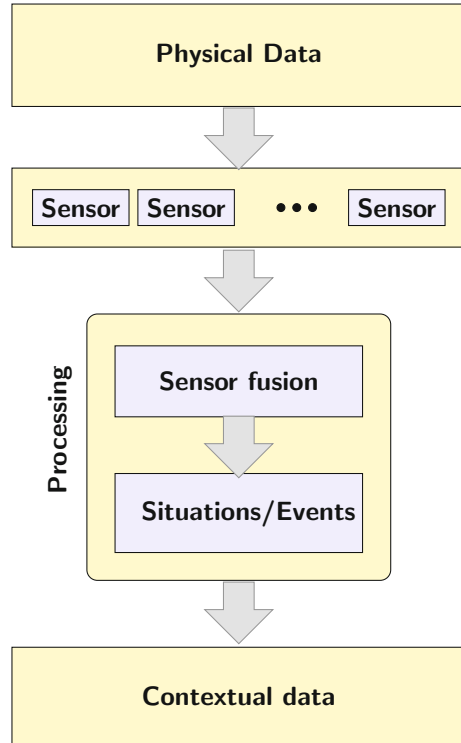 Physical Data
Sensor Sensor ••• Sensor
Processing
Sensor fusion
Situations/Events
Contextual data